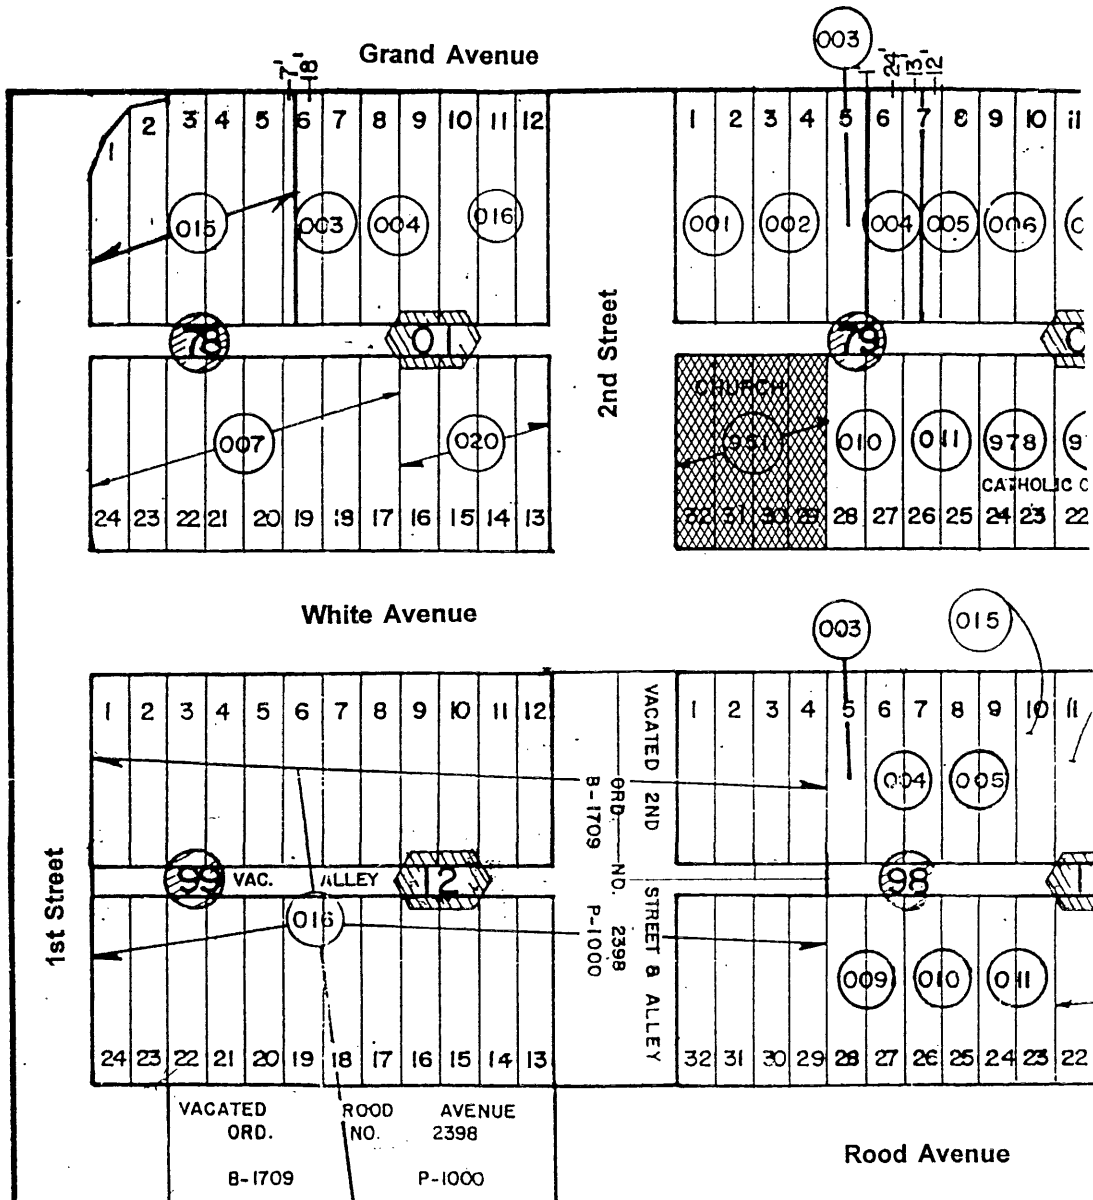 003
Grand Avenue
7' 18'
24' 13' 12'
1 2 3 4 5 6 7 8 9 10 11 12
1 2 3 4 5 6 7 8 9 10 11
015 003 004 016
001 002 004 005 006
78 01
79
2nd Street
CHURCH
007 020
951 010 011 978
CATHOLIC C
24 23 22 21 20 19 18 17 16 15 14 13
32 31 30 29 28 27 26 25 24 23 22
White Avenue
003 015
1 2 3 4 5 6 7 8 9 10 11 12
1 2 3 4 5 6 7 8 9 10 11
VACATED 2ND STREET & ALLEY
ORD NO. 2398
B-1709 P-1000
004 005
1st Street
99 VAC. ALLEY 12
98 1
016
009 010 011
24 23 22 21 20 19 18 17 16 15 14 13
32 31 30 29 28 27 26 25 24 23 22
VACATED ROOD AVENUE
ORD. NO. 2398
B-1709 P-1000
Rood Avenue